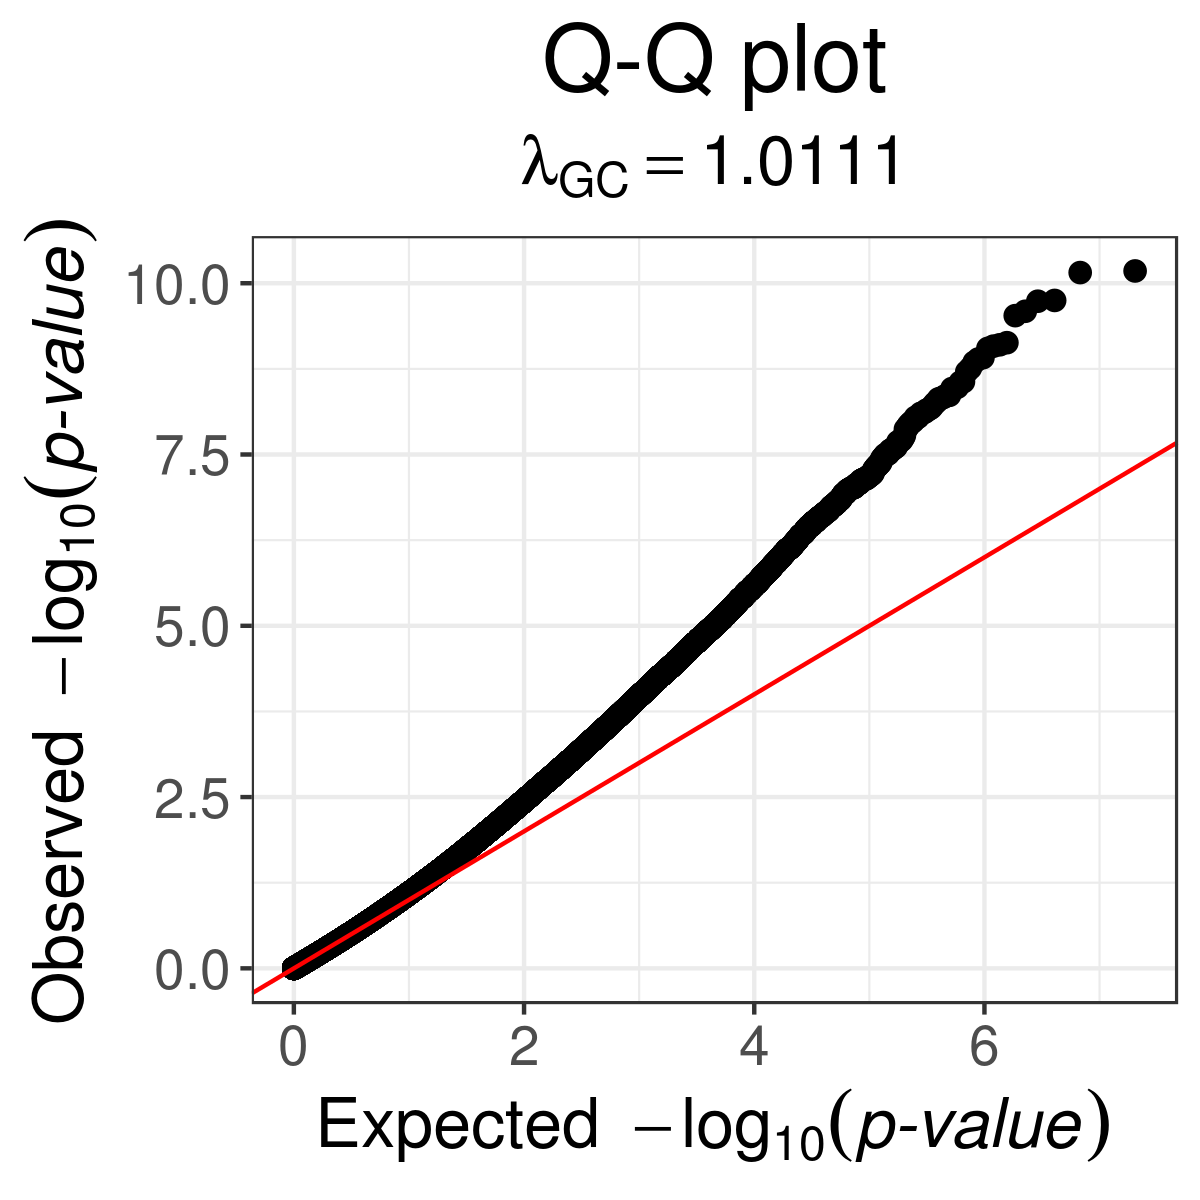 Q-Q plot
λGC = 1.0111
Observed −log10(p-value)
10.0
7.5
5.0
2.5
0.0
0 2 4 6
Expected −log10(p-value)